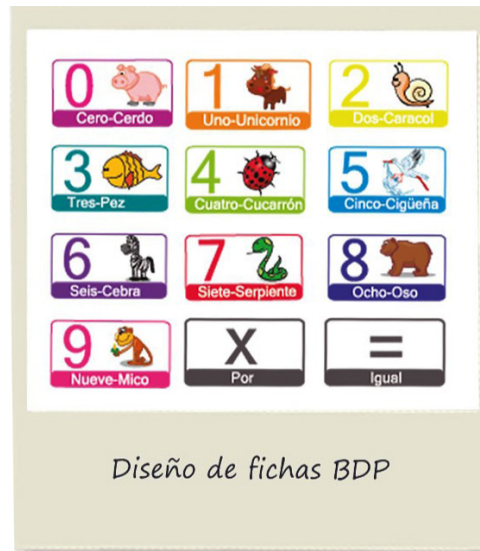 0
Cero-Cerdo
1
Uno-Unicornio
2
Dos-Caracol
3
Tres-Pez
4
Cuatro-Cucarrón
5
Cinco-Cigüeña
6
Seis-Cebra
7
Siete-Serpiente
8
Ocho-Oso
9
Nueve-Mico
X
Por
=
Igual
Diseño de fichas BDP